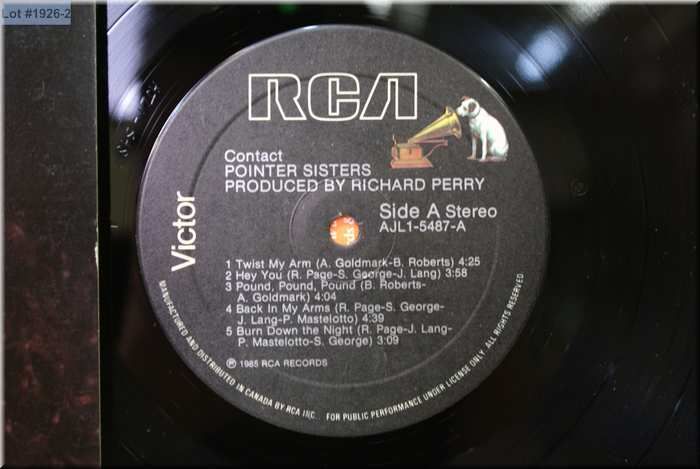 Lot #1926-2
RCA
Contact
POINTER SISTERS
PRODUCED BY RICHARD PERRY
Victor
Side A Stereo
AJL1-5487-A
1 Twist My Arm (A. Goldmark-B. Roberts) 4:25
2 Hey You (R. Page-S. George-J. Lang) 3:58
3 Pound, Pound, Pound (B. Roberts-
A. Goldmark) 4:04
4 Back In My Arms (R. Page-S. George-
J. Lang-P. Mastelotto) 4:39
5 Burn Down the Night (R. Page-J. Lang-
P. Mastelotto-S. George) 3:09
℗ 1985 RCA RECORDS
MANUFACTURED AND DISTRIBUTED IN CANADA BY RCA INC. FOR PUBLIC PERFORMANCE UNDER LICENSE ONLY. ALL RIGHTS RESERVED